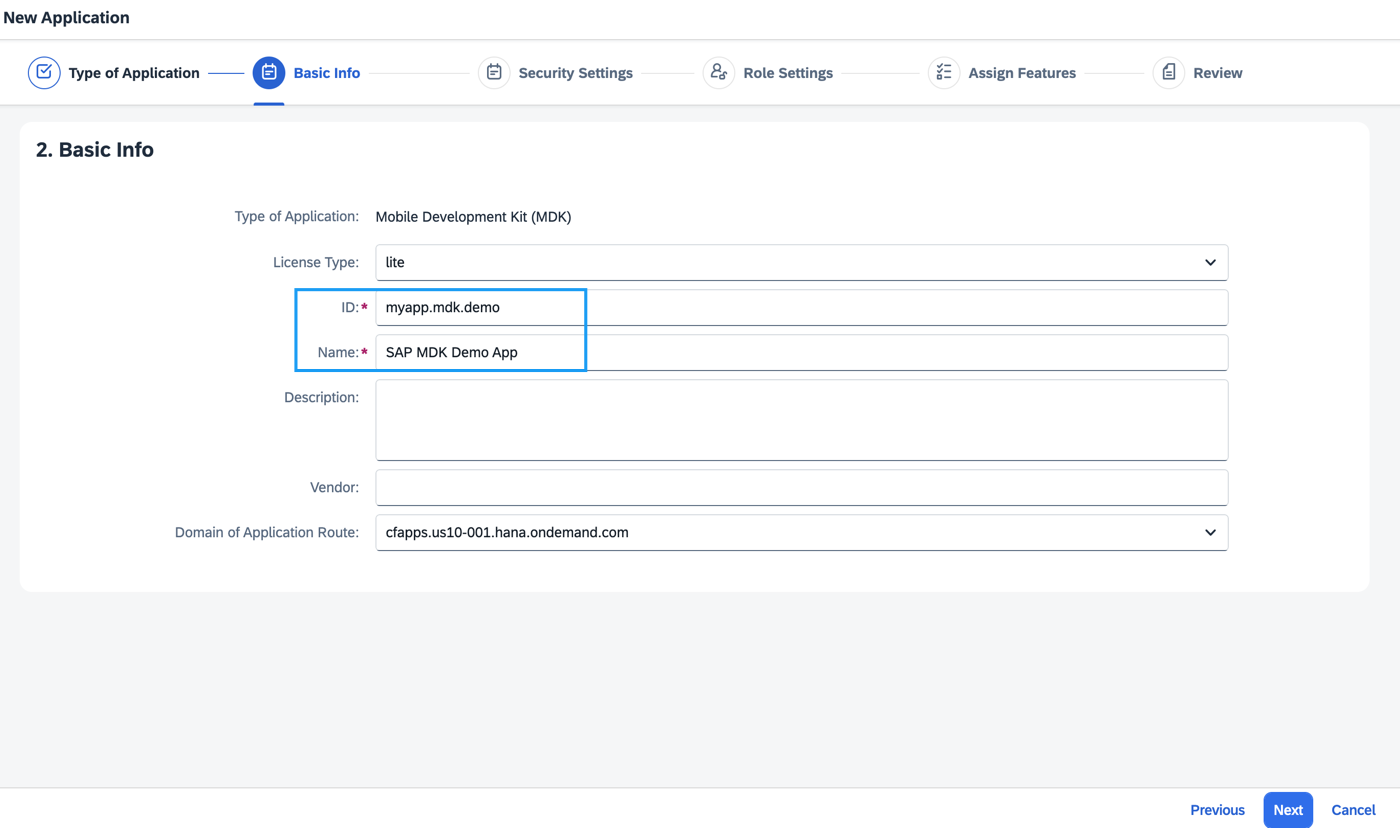 New Application
Type of Application Basic Info Security Settings Role Settings Assign Features Review
2. Basic Info
Type of Application: Mobile Development Kit (MDK)
License Type: lite
ID:* myapp.mdk.demo
Name:* SAP MDK Demo App
Description:
Vendor:
Domain of Application Route: cfapps.us10-001.hana.ondemand.com
Previous Next Cancel